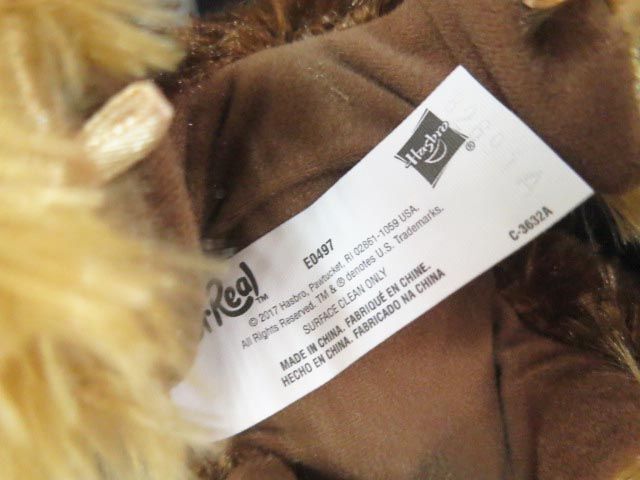 Hasbro
®
rReal™
E0497
© 2017 Hasbro, Pawtucket, RI 02861-1059 USA.
All Rights Reserved. TM & ® denotes U.S. Trademarks.
SURFACE CLEAN ONLY
MADE IN CHINA. FABRIQUÉ EN CHINE.
HECHO EN CHINA. FABRICADO NA CHINA
C-3632A